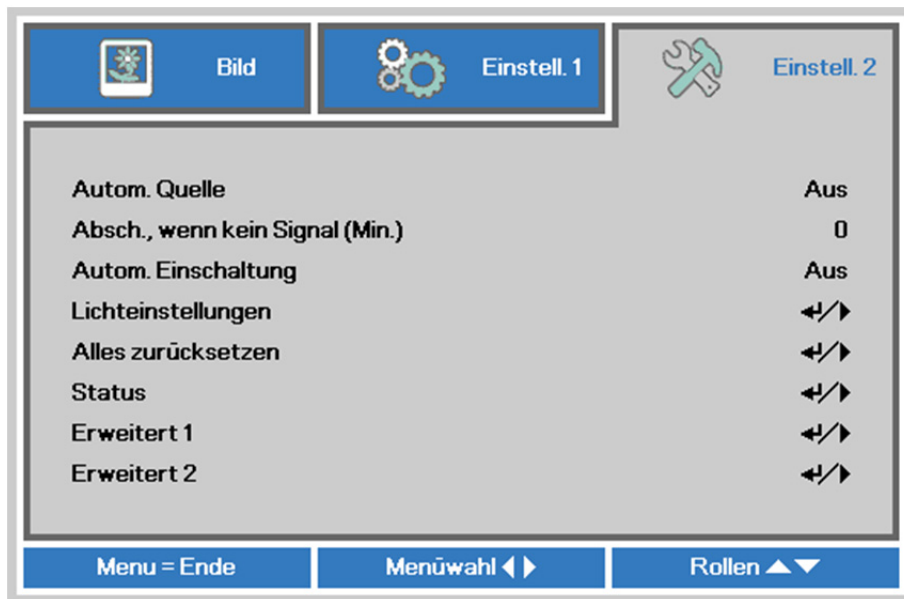 Bild Einstell. 1 Einstell. 2
Autom. Quelle Aus
Absch., wenn kein Signal (Min.) 0
Autom. Einschaltung Aus
Lichteinstellungen ↵/▶
Alles zurücksetzen ↵/▶
Status ↵/▶
Erweitert 1 ↵/▶
Erweitert 2 ↵/▶
Menu = Ende Menüwahl ◀▶ Rollen ▲▼